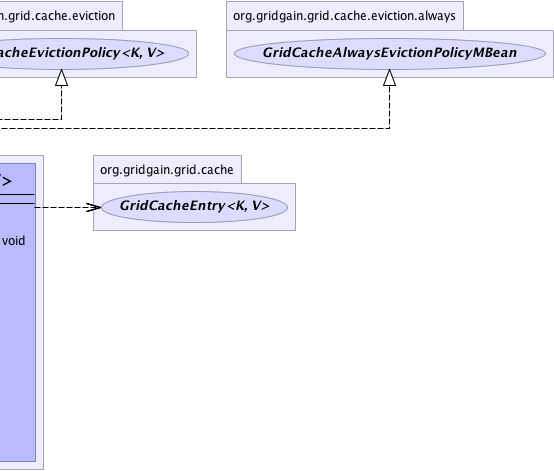 n.grid.cache.eviction
org.gridgain.grid.cache.eviction.always
acheEvictionPolicy<K, V>
GridCacheAlwaysEvictionPolicyMBean
org.gridgain.grid.cache
>
GridCacheEntry<K, V>
void